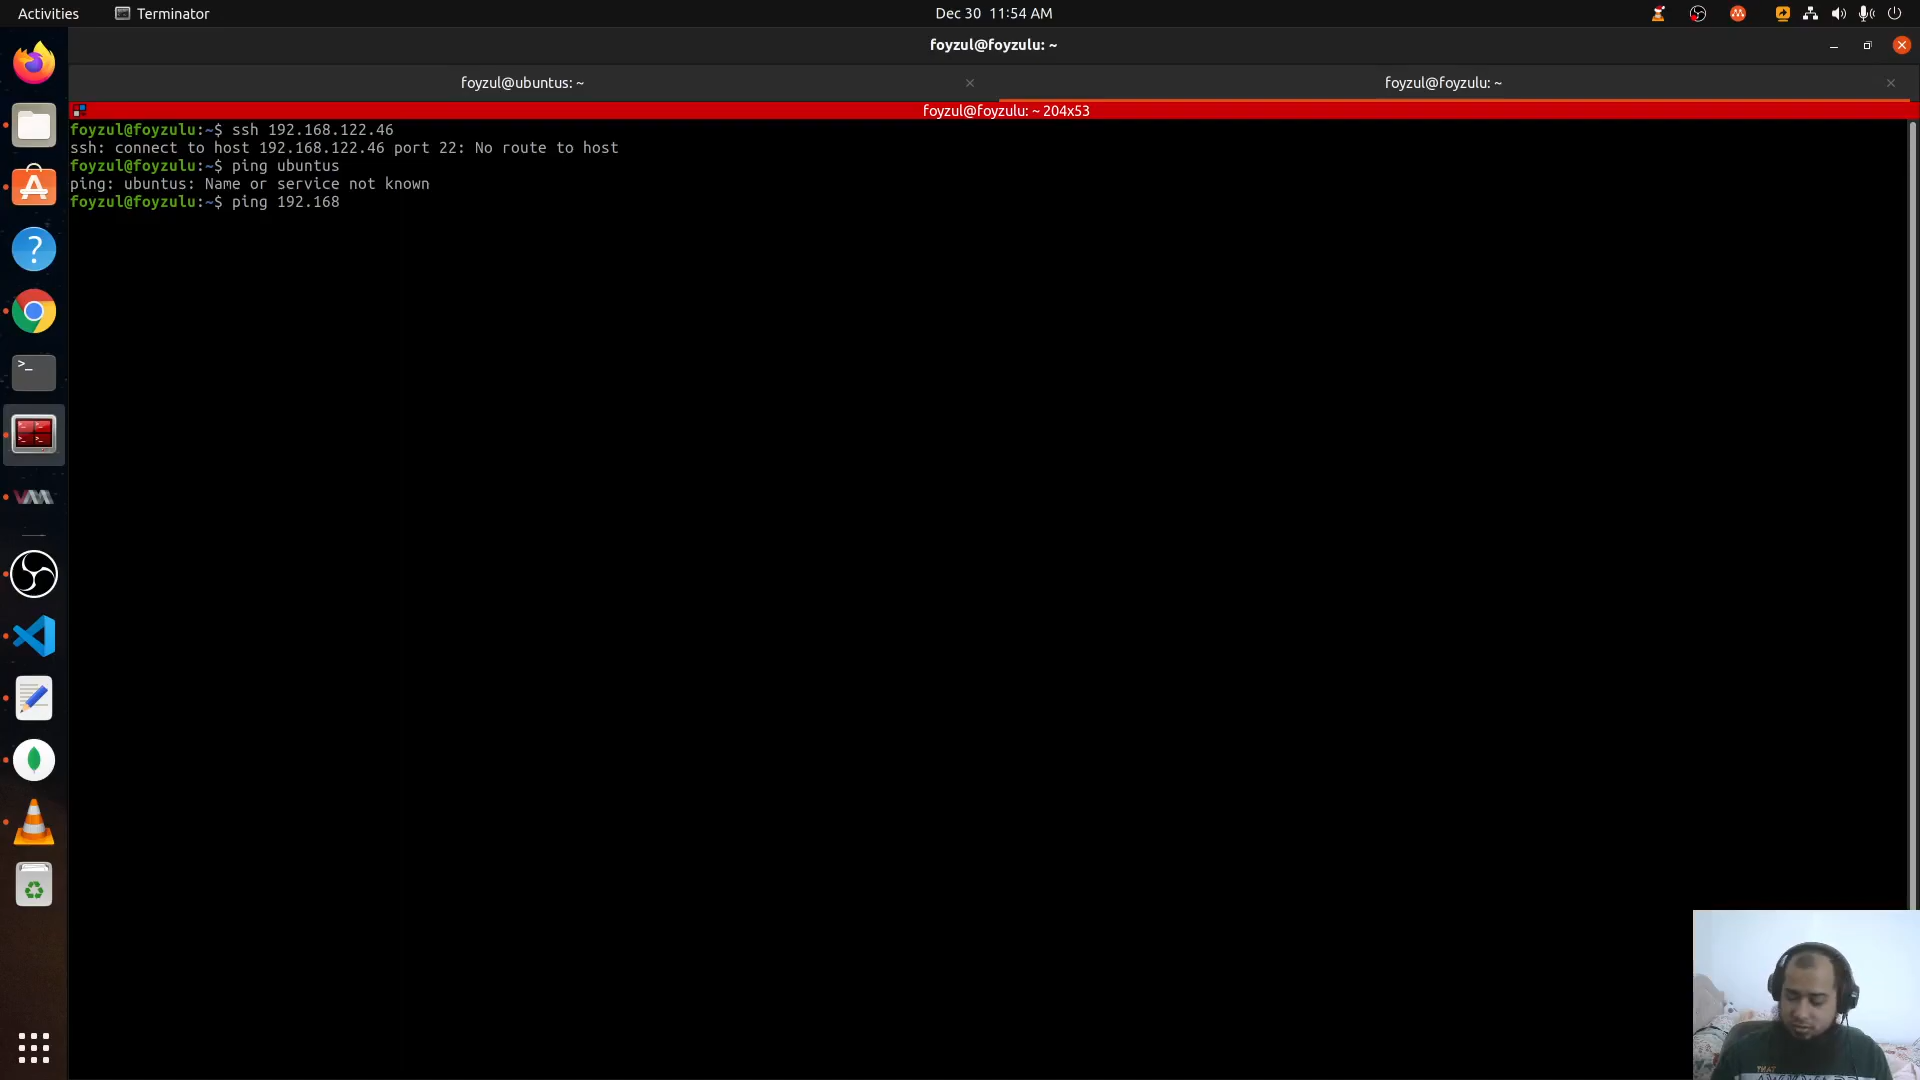 Activities
Terminator
Dec 30 11:54 AM
foyzul@foyzulu: ~
foyzul@ubuntus: ~
foyzul@foyzulu: ~
foyzul@foyzulu: ~ 204x53
foyzul@foyzulu:~$ ssh 192.168.122.46
ssh: connect to host 192.168.122.46 port 22: No route to host
foyzul@foyzulu:~$ ping ubuntus
ping: ubuntus: Name or service not known
foyzul@foyzulu:~$ ping 192.168